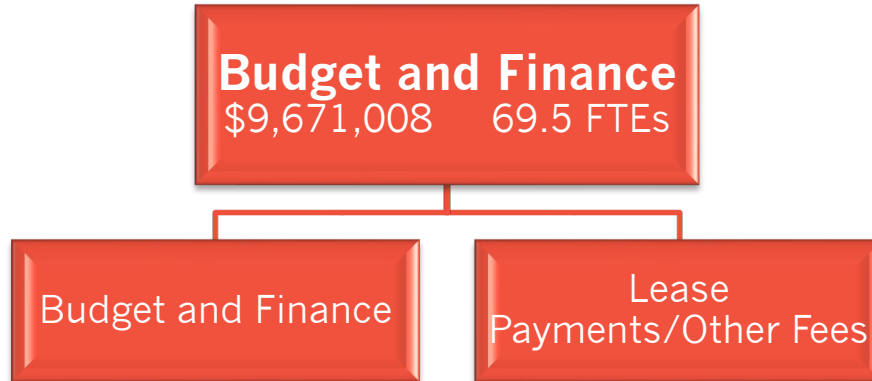 Budget and Finance
$9,671,008 69.5 FTEs
Budget and Finance
Lease
Payments/Other Fees